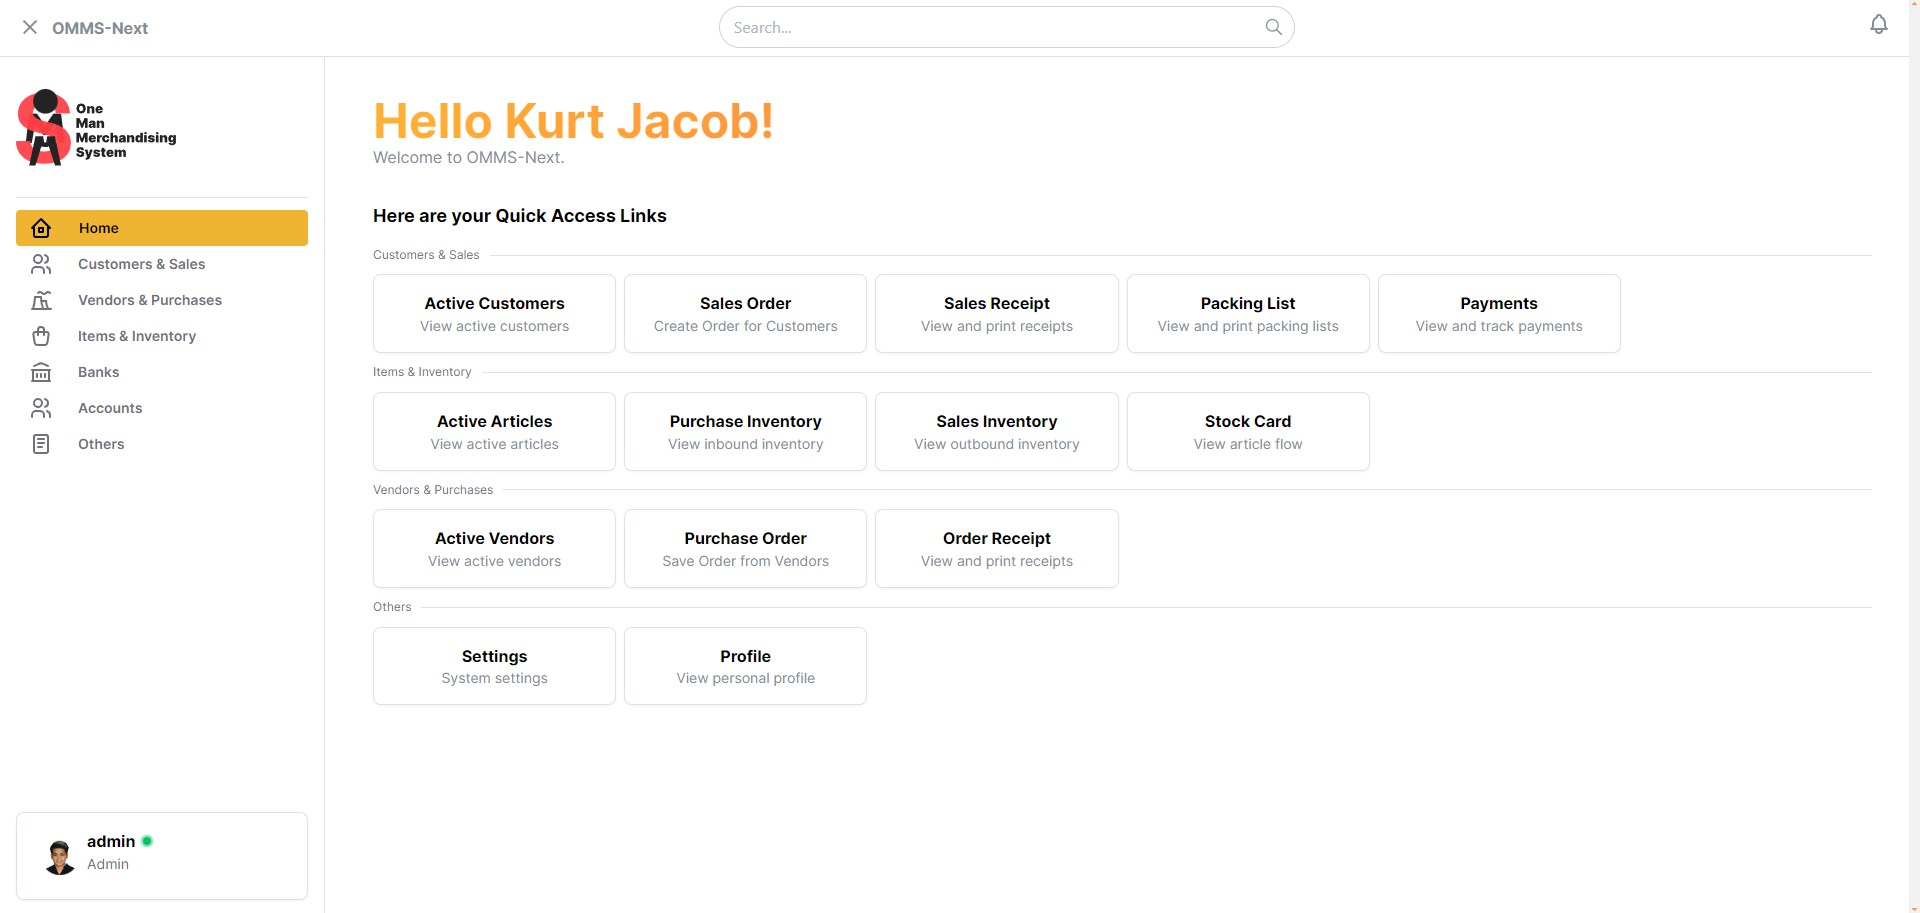 OMMS-Next
Search...
One
Man
Merchandising
System
Home
Customers & Sales
Vendors & Purchases
Items & Inventory
Banks
Accounts
Others
admin
Admin
Hello Kurt Jacob!
Welcome to OMMS-Next.
Here are your Quick Access Links
Customers & Sales
Active Customers
View active customers
Sales Order
Create Order for Customers
Sales Receipt
View and print receipts
Packing List
View and print packing lists
Payments
View and track payments
Items & Inventory
Active Articles
View active articles
Purchase Inventory
View inbound inventory
Sales Inventory
View outbound inventory
Stock Card
View article flow
Vendors & Purchases
Active Vendors
View active vendors
Purchase Order
Save Order from Vendors
Order Receipt
View and print receipts
Others
Settings
System settings
Profile
View personal profile